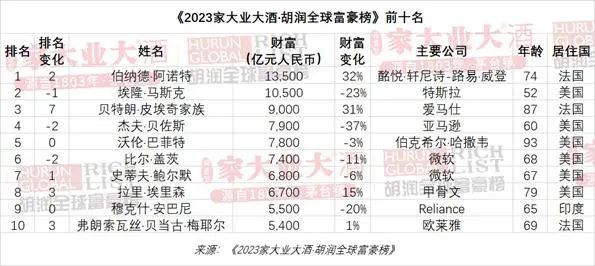 《2023家大业大酒·胡润全球富豪榜》前十名
排名 排名变化 姓名 财富(亿元人民币) 财富变化 主要公司 年龄 居住国
1 2 伯纳德·阿诺特 13,500 32% 酩悦·轩尼诗-路易·威登 74 法国
2 -1 埃隆·马斯克 10,500 -23% 特斯拉 52 美国
3 7 贝特朗·皮埃奇家族 9,000 31% 爱马仕 87 法国
4 -2 杰夫·贝佐斯 7,900 -37% 亚马逊 60 美国
5 0 沃伦·巴菲特 7,800 -3% 伯克希尔·哈撒韦 93 美国
6 -2 比尔·盖茨 7,400 -11% 微软 68 美国
7 1 史蒂夫·鲍尔默 6,800 -6% 微软 67 美国
8 3 拉里·埃里森 6,700 15% 甲骨文 79 美国
9 0 穆克什·安巴尼 5,500 -20% Reliance 65 印度
10 3 弗朗索瓦丝·贝当古·梅耶尔 5,400 1% 欧莱雅 69 法国
来源：《2023家大业大酒·胡润全球富豪榜》